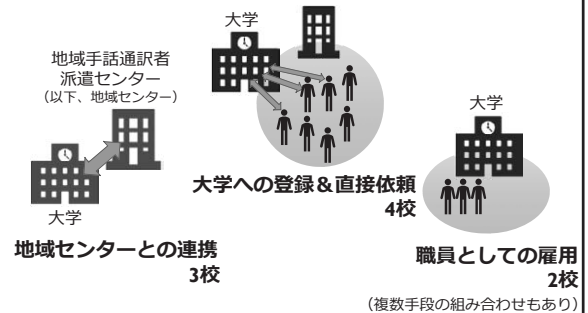 地域手話通訳者
派遣センター
（以下、地域センター）
大学
地域センターとの連携
3校
大学
大学への登録＆直接依頼
4校
大学
職員としての雇用
2校
（複数手段の組み合わせもあり）